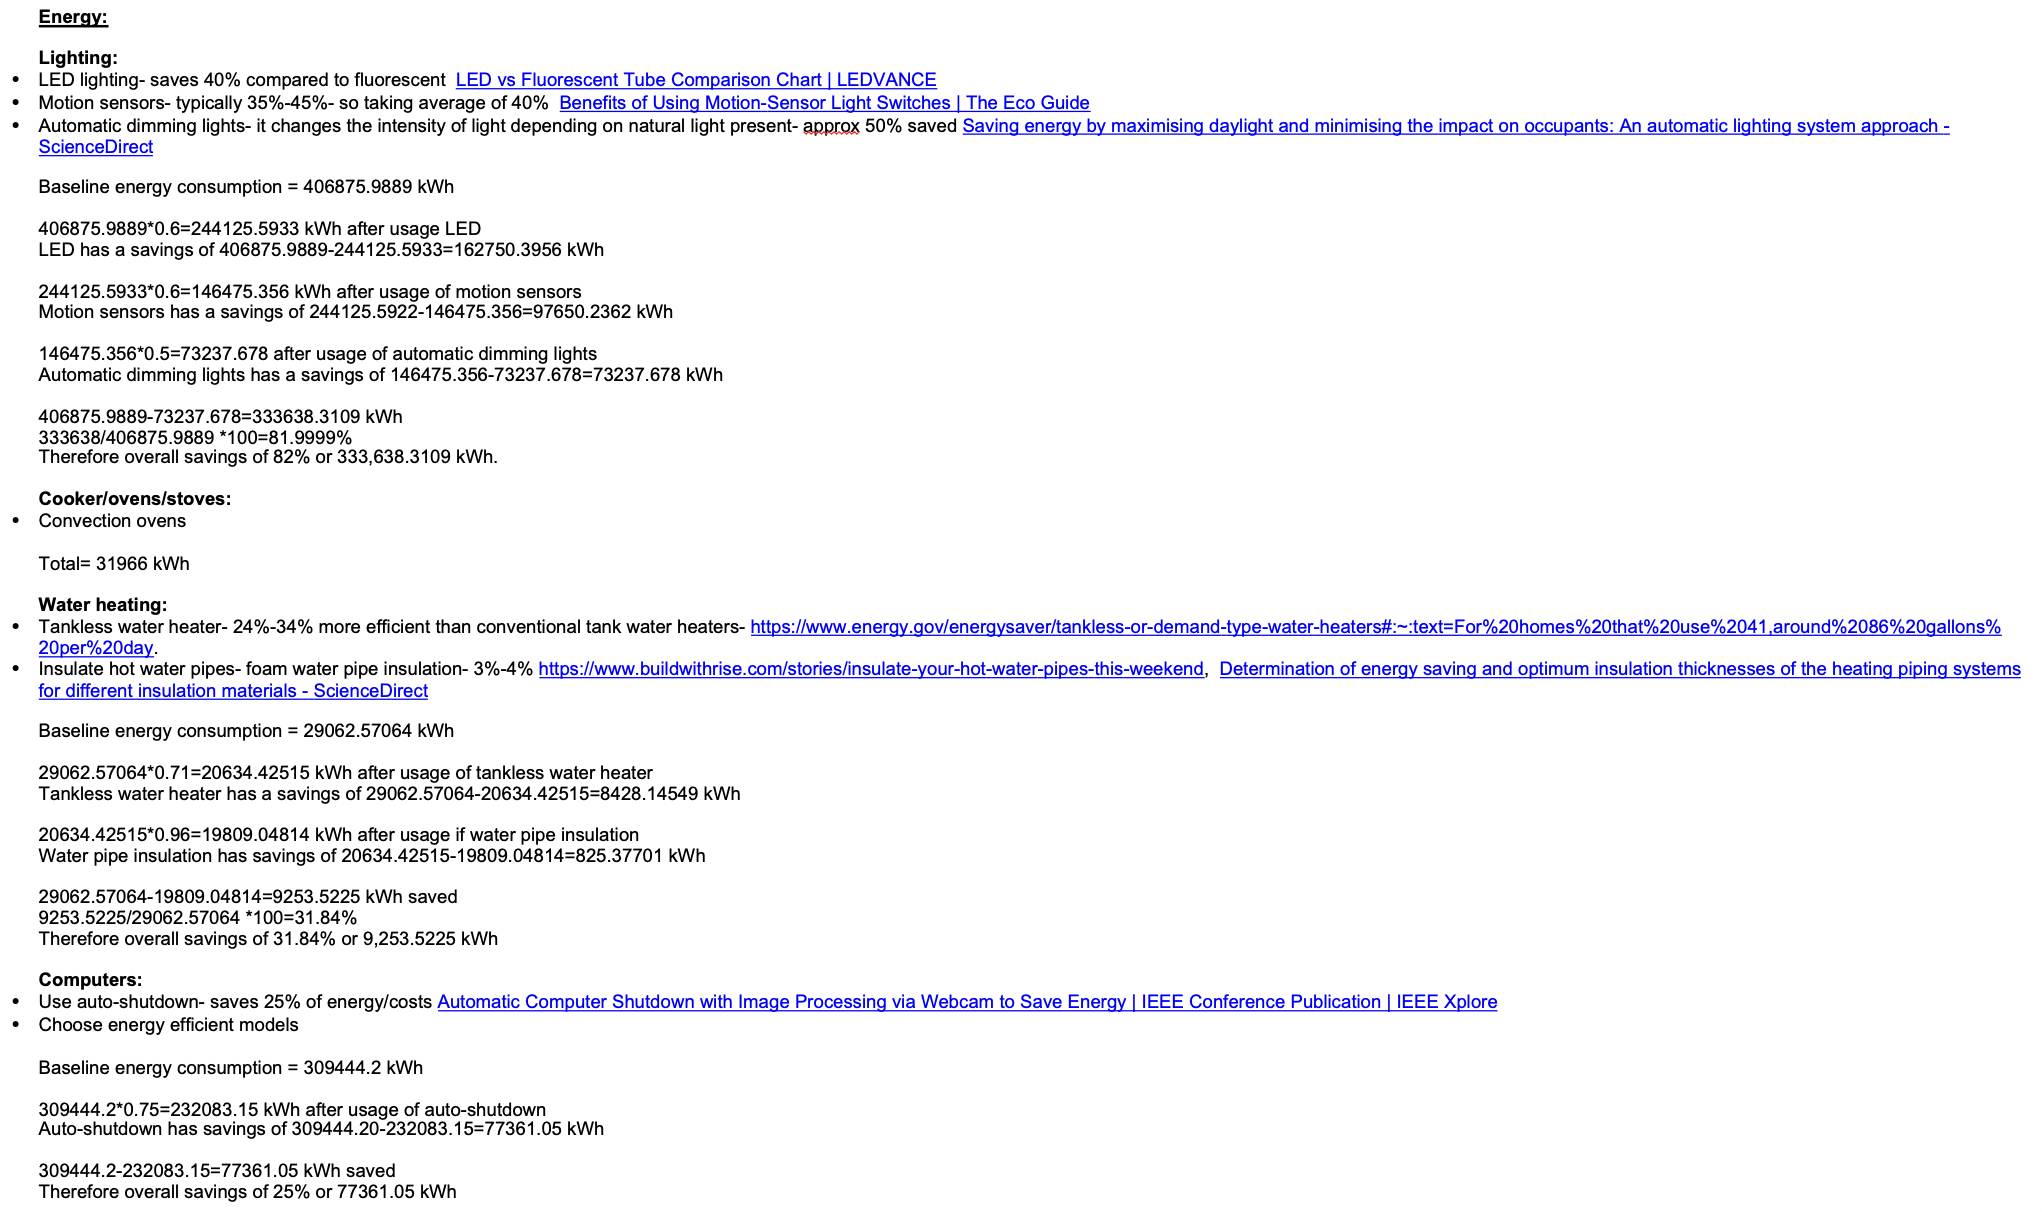 Energy:
Lighting:
• LED lighting- saves 40% compared to fluorescent  LED vs Fluorescent Tube Comparison Chart | LEDVANCE
• Motion sensors- typically 35%-45%- so taking average of 40%  Benefits of Using Motion-Sensor Light Switches | The Eco Guide
• Automatic dimming lights- it changes the intensity of light depending on natural light present- approx 50% saved Saving energy by maximising daylight and minimising the impact on occupants: An automatic lighting system approach -
ScienceDirect
Baseline energy consumption = 406875.9889 kWh
406875.9889*0.6=244125.5933 kWh after usage LED
LED has a savings of 406875.9889-244125.5933=162750.3956 kWh
244125.5933*0.6=146475.356 kWh after usage of motion sensors
Motion sensors has a savings of 244125.5922-146475.356=97650.2362 kWh
146475.356*0.5=73237.678 after usage of automatic dimming lights
Automatic dimming lights has a savings of 146475.356-73237.678=73237.678 kWh
406875.9889-73237.678=333638.3109 kWh
333638/406875.9889 *100=81.9999%
Therefore overall savings of 82% or 333,638.3109 kWh.
Cooker/ovens/stoves:
• Convection ovens
Total= 31966 kWh
Water heating:
• Tankless water heater- 24%-34% more efficient than conventional tank water heaters- https://www.energy.gov/energysaver/tankless-or-demand-type-water-heaters#:~:text=For%20homes%20that%20use%2041,around%2086%20gallons%
20per%20day.
• Insulate hot water pipes- foam water pipe insulation- 3%-4% https://www.buildwithrise.com/stories/insulate-your-hot-water-pipes-this-weekend,  Determination of energy saving and optimum insulation thicknesses of the heating piping systems
for different insulation materials - ScienceDirect
Baseline energy consumption = 29062.57064 kWh
29062.57064*0.71=20634.42515 kWh after usage of tankless water heater
Tankless water heater has a savings of 29062.57064-20634.42515=8428.14549 kWh
20634.42515*0.96=19809.04814 kWh after usage if water pipe insulation
Water pipe insulation has savings of 20634.42515-19809.04814=825.37701 kWh
29062.57064-19809.04814=9253.5225 kWh saved
9253.5225/29062.57064 *100=31.84%
Therefore overall savings of 31.84% or 9,253.5225 kWh
Computers:
• Use auto-shutdown- saves 25% of energy/costs Automatic Computer Shutdown with Image Processing via Webcam to Save Energy | IEEE Conference Publication | IEEE Xplore
• Choose energy efficient models
Baseline energy consumption = 309444.2 kWh
309444.2*0.75=232083.15 kWh after usage of auto-shutdown
Auto-shutdown has savings of 309444.20-232083.15=77361.05 kWh
309444.2-232083.15=77361.05 kWh saved
Therefore overall savings of 25% or 77361.05 kWh